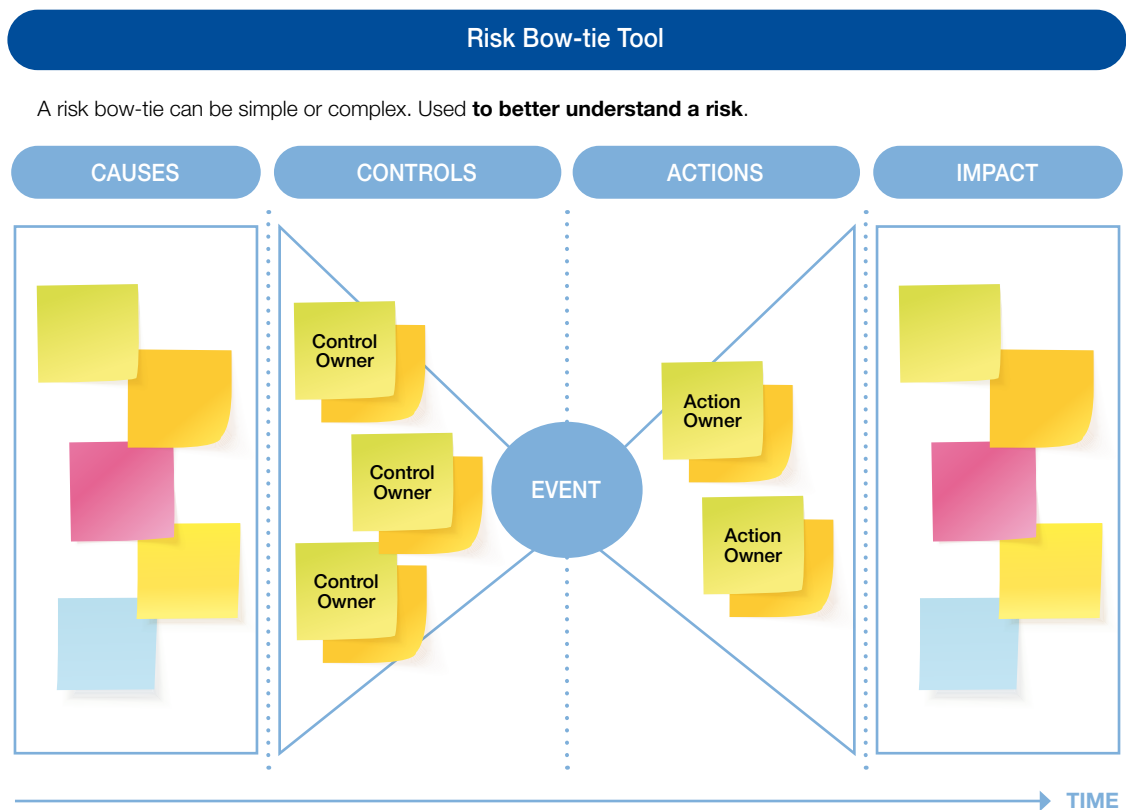 Risk Bow-tie Tool
A risk bow-tie can be simple or complex. Used to better understand a risk.
CAUSES
CONTROLS
ACTIONS
IMPACT
Control
Owner
Control
Owner
Control
Owner
EVENT
Action
Owner
Action
Owner
TIME